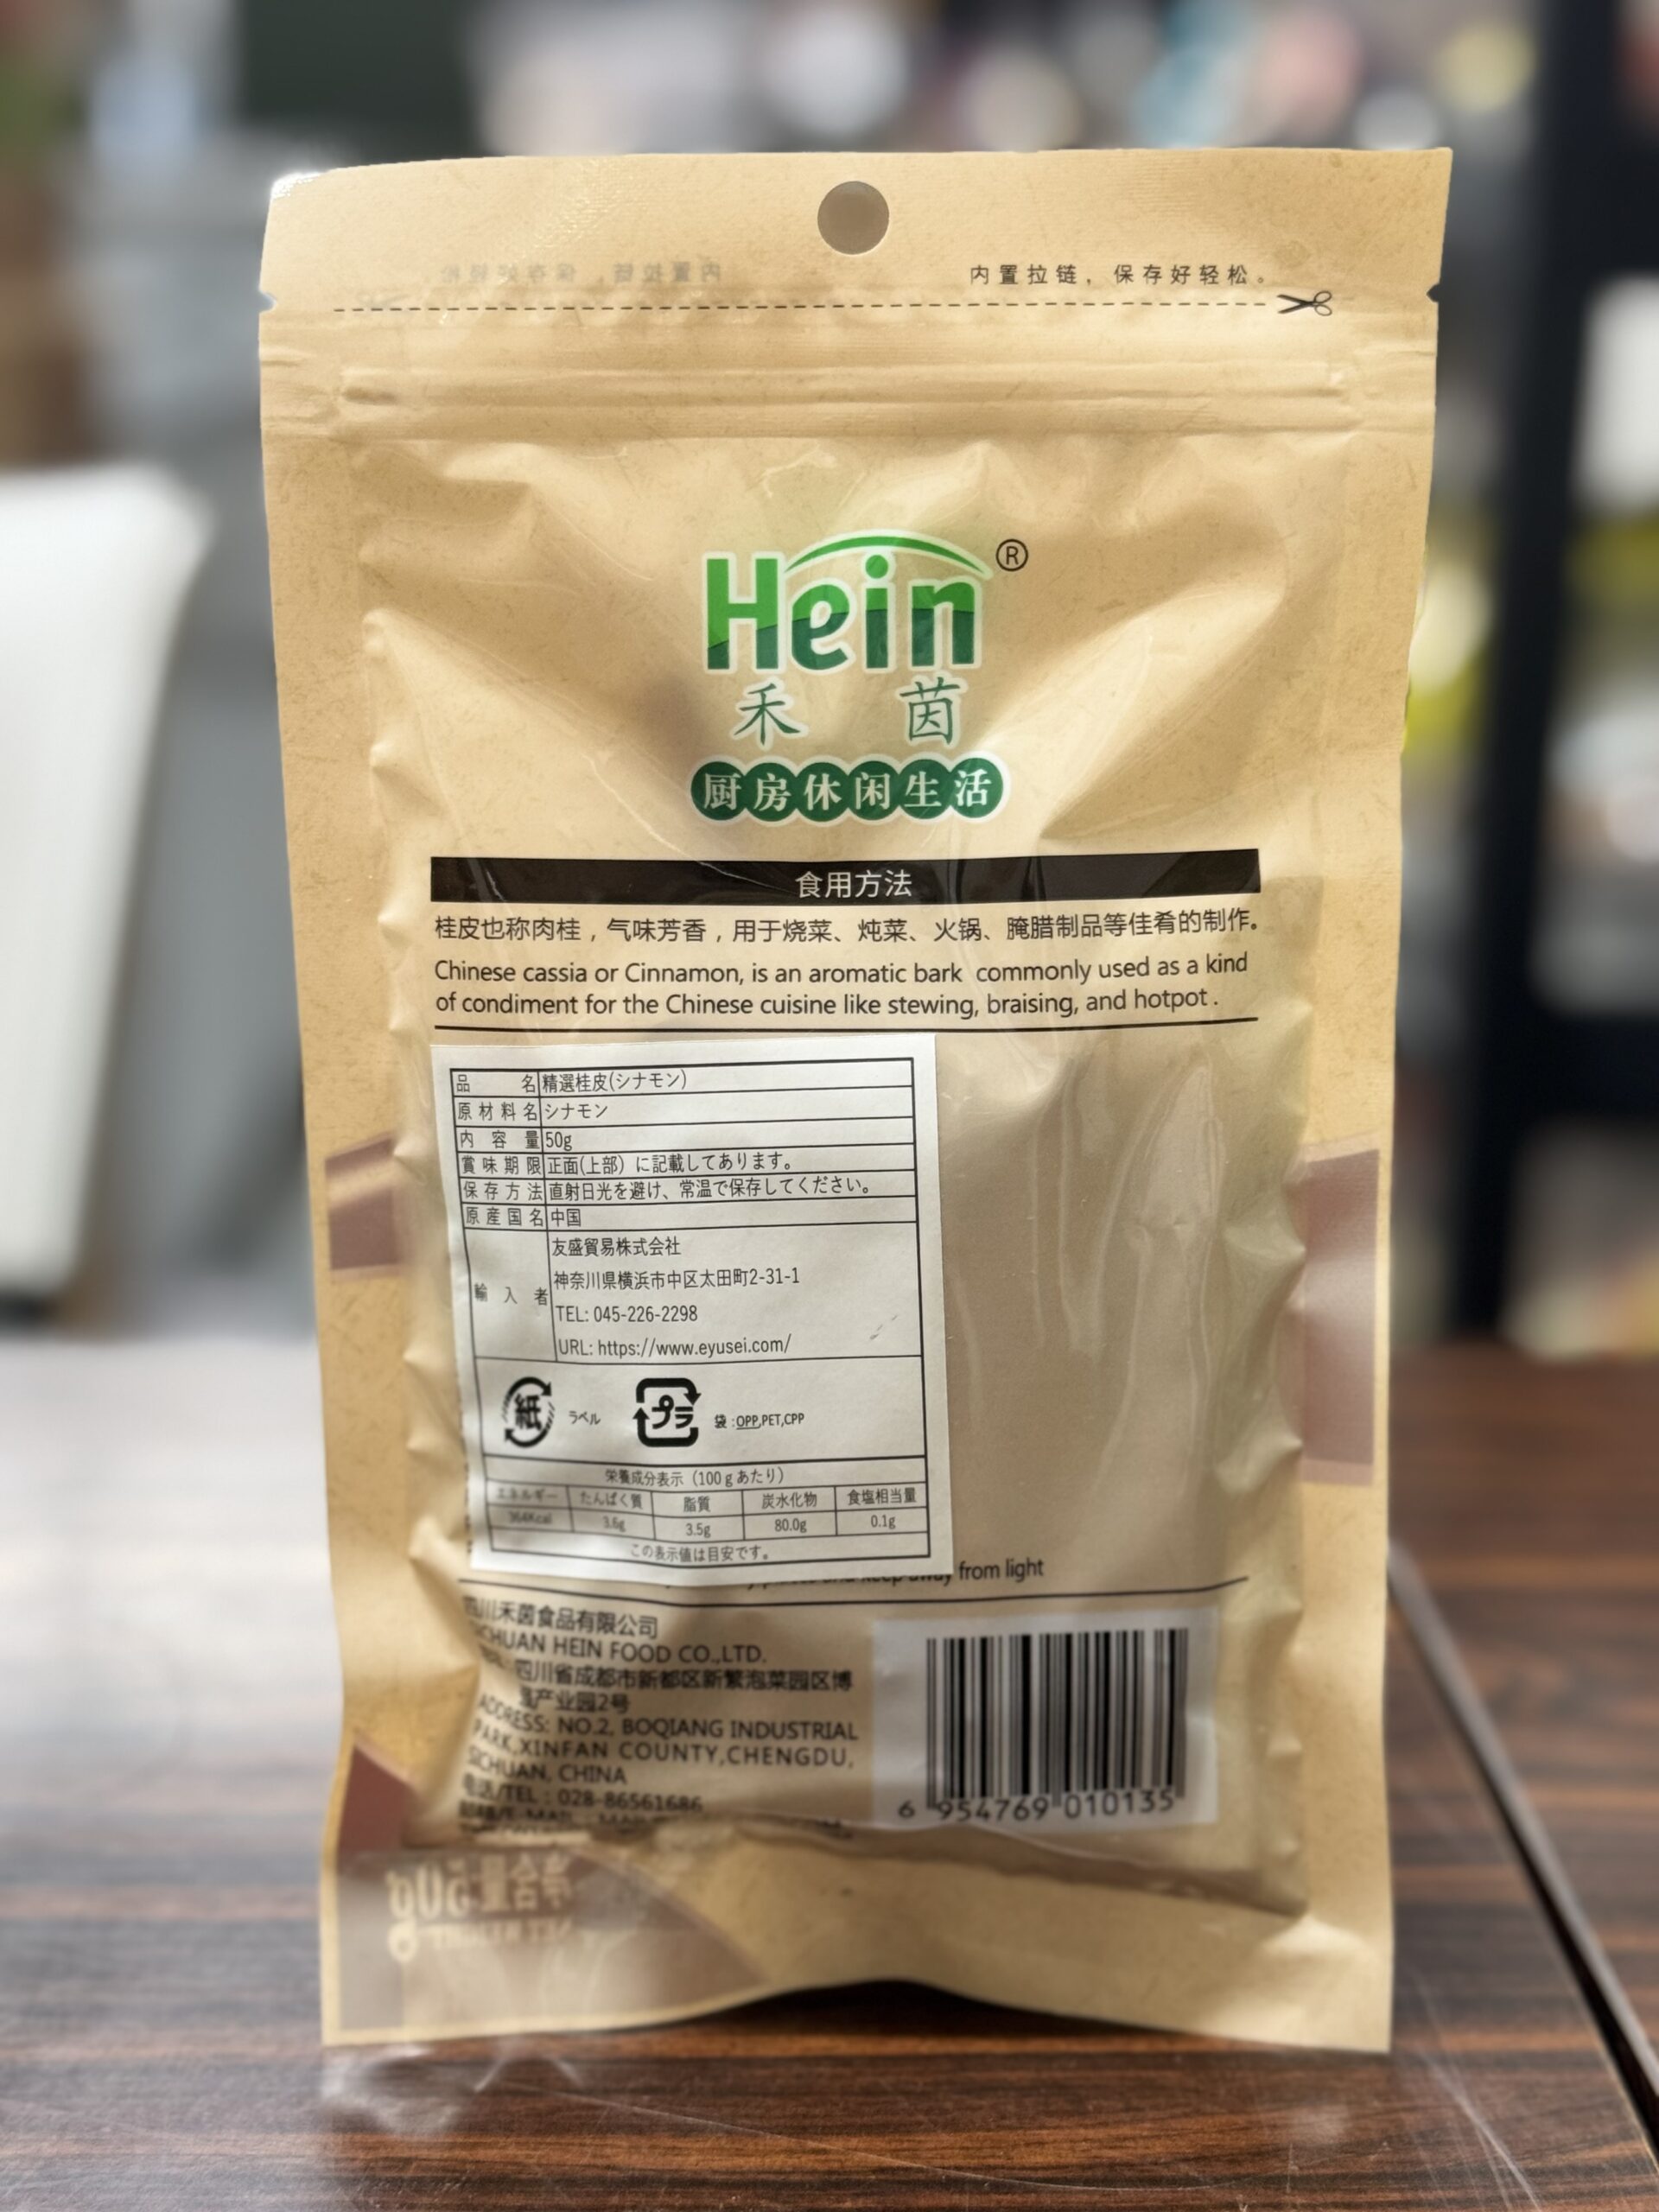 内置拉链，保存好轻松。
Hein®
禾茵
厨房休闲生活
食用方法
桂皮也称肉桂，气味芳香，用于烧菜、炖菜、火锅、腌腊制品等佳肴的制作。
Chinese cassia or Cinnamon, is an aromatic bark commonly used as a kind
of condiment for the Chinese cuisine like stewing, braising, and hotpot.
品名 精選桂皮(シナモン)
原材料名 シナモン
内容量 50g
賞味期限 正面(上部）に記載してあります。
保存方法 直射日光を避け、常温で保存してください。
原産国名 中国
輸入者 友盛貿易株式会社
神奈川県横浜市中区太田町2-31-1
TEL: 045-226-2298
URL: https://www.eyusei.com/
紙 ラベル プラ 袋:OPP,PET,CPP
栄養成分表示（100gあたり）
エネルギー たんぱく質 脂質 炭水化物 食塩相当量
364Kcal 3.6g 3.5g 80.0g 0.1g
この表示値は目安です。
and keep away from light
四川禾茵食品有限公司
SICHUAN HEIN FOOD CO.,LTD.
四川省成都市新都区新繁泡菜园区博
强产业园2号
ADDRESS: NO.2, BOQIANG INDUSTRIAL
PARK,XINFAN COUNTY,CHENGDU,
SICHUAN, CHINA
电话/TEL：028-86561686
邮箱/E-MAIL:
6 954769 010135
净含量:50g